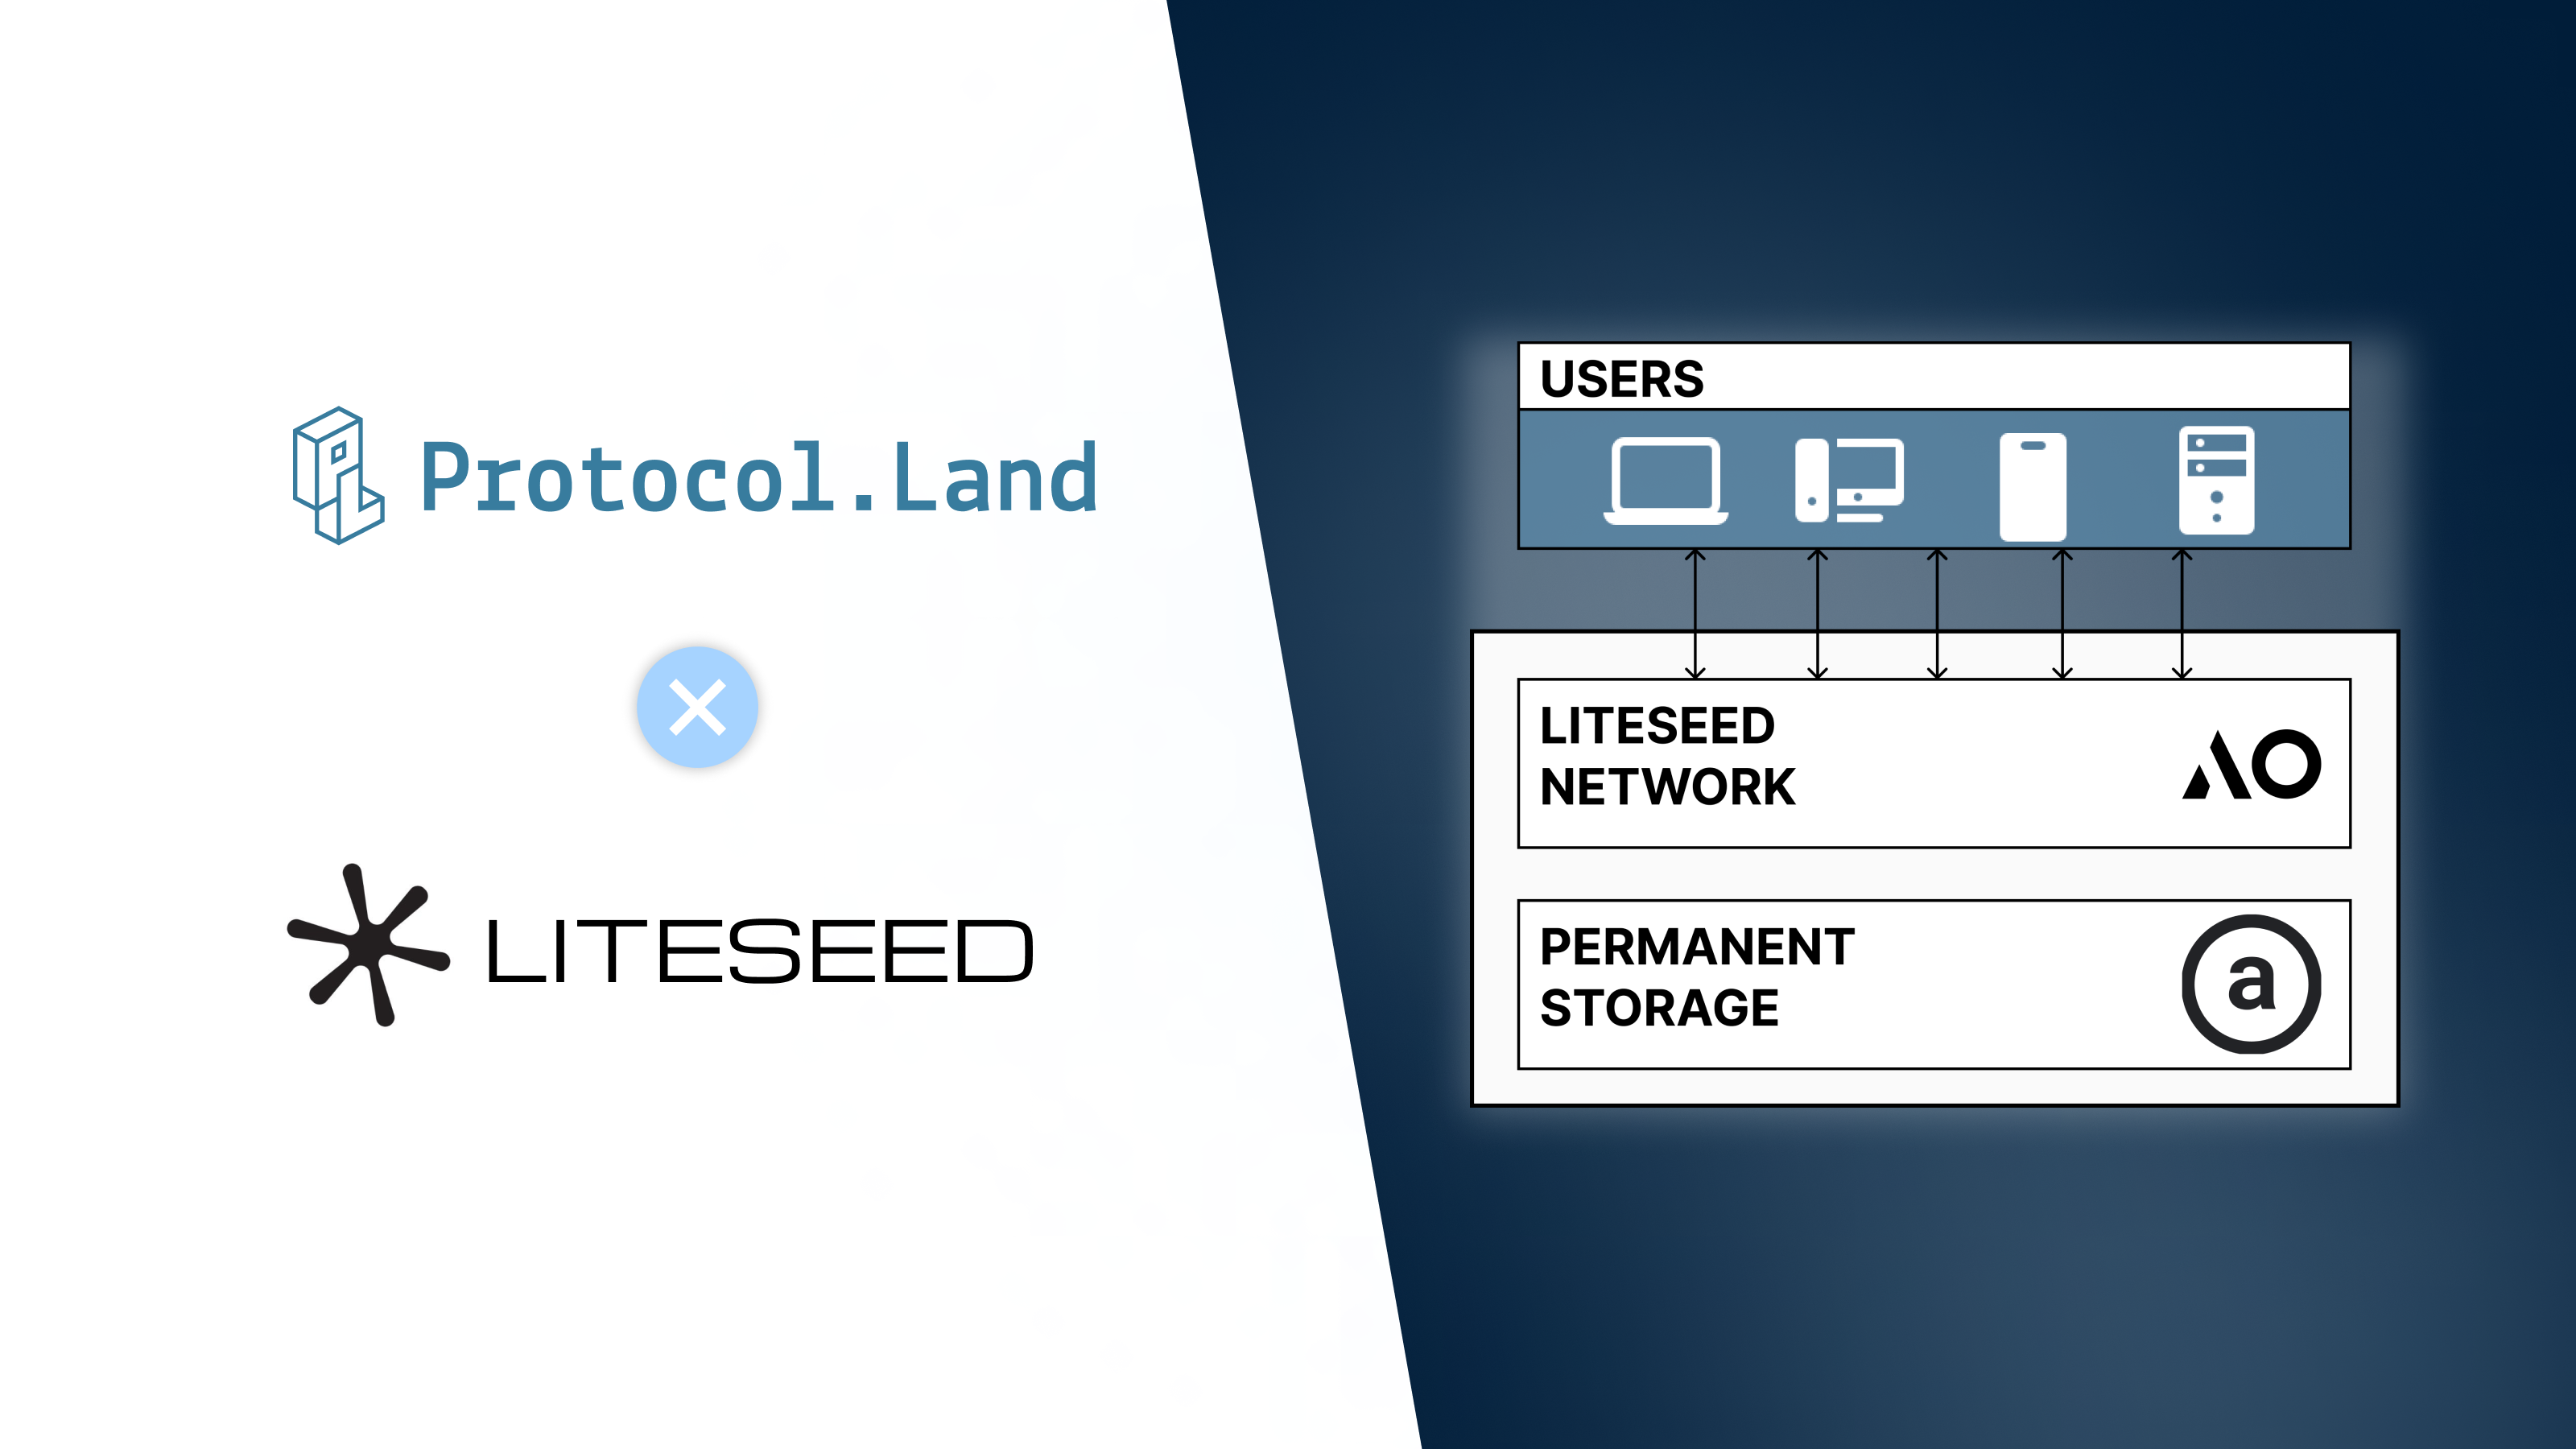 Protocol.Land
LITESEED
USERS
LITESEED
NETWORK
AO
PERMANENT
STORAGE
a